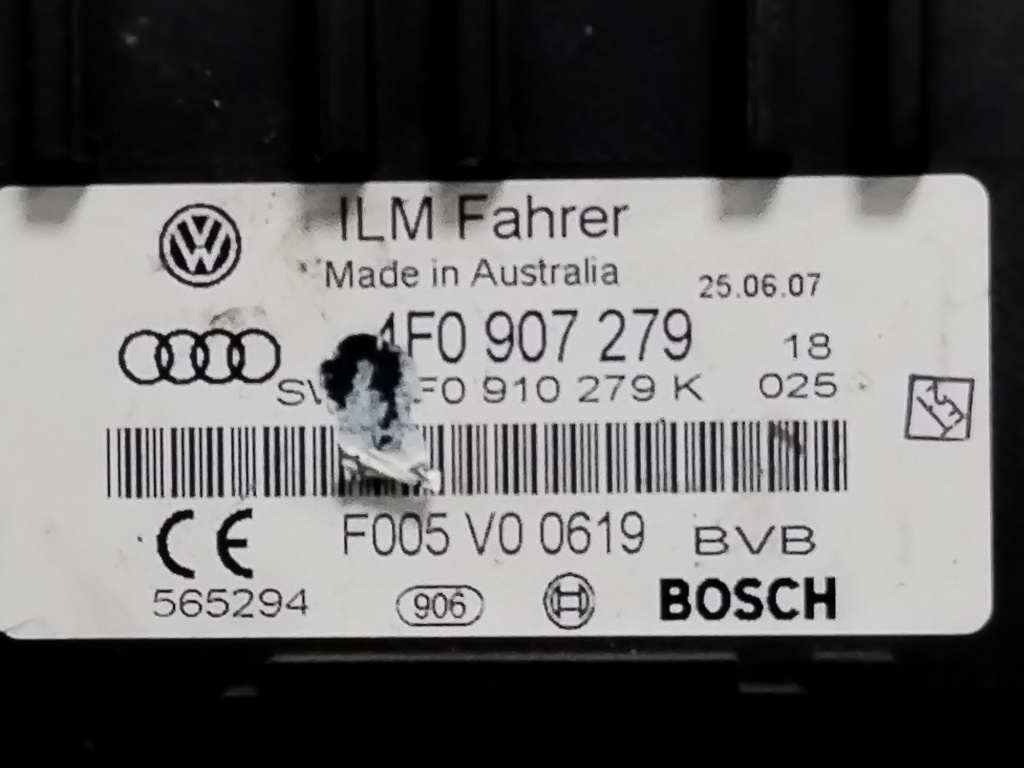 ILM Fahrer
Made in Australia 25.06.07
4F0 907 279 18
F0 910 279 K 025
F005 V0 0619 BVB
565294 906 BOSCH